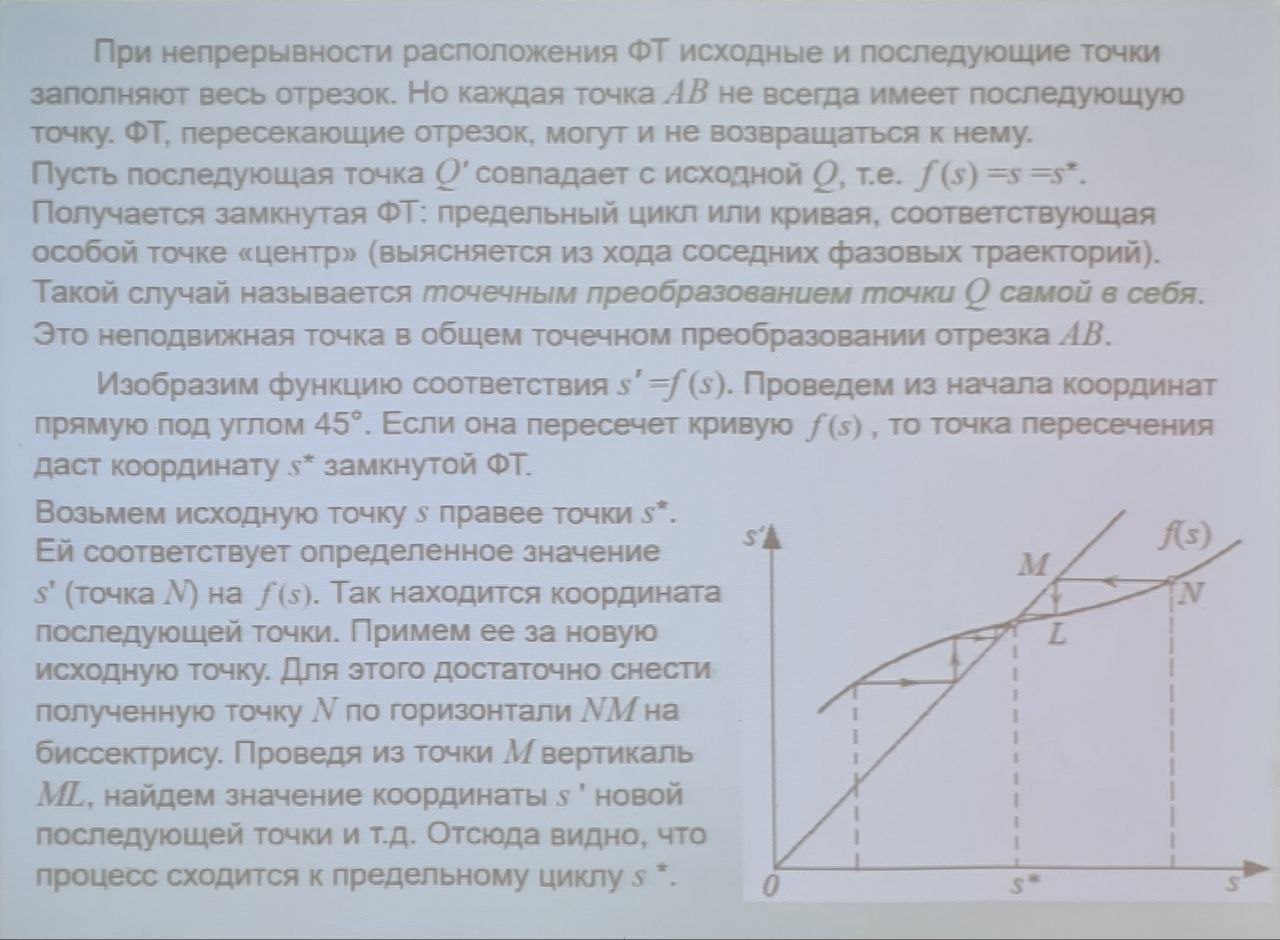 При непрерывности расположения ФТ исходные и последующие точки
заполняют весь отрезок. Но каждая точка AB не всегда имеет последующую
точку. ФТ, пересекающие отрезок, могут и не возвращаться к нему.
Пусть последующая точка Q' совпадает с исходной Q, т.е. f(s) =s =s*.
Получается замкнутая ФТ: предельный цикл или кривая, соответствующая
особой точке «центр» (выясняется из хода соседних фазовых траекторий).
Такой случай называется точечным преобразованием точки Q самой в себя.
Это неподвижная точка в общем точечном преобразовании отрезка AB.
Изобразим функцию соответствия s' =f(s). Проведем из начала координат
прямую под углом 45°. Если она пересечет кривую f(s) , то точка пересечения
даст координату s* замкнутой ФТ.
Возьмем исходную точку s правее точки s*.
Ей соответствует определенное значение
s' (точка N) на f(s). Так находится координата
последующей точки. Примем ее за новую
исходную точку. Для этого достаточно снести
полученную точку N по горизонтали NM на
биссектрису. Проведя из точки M вертикаль
ML, найдем значение координаты s ' новой
последующей точки и т.д. Отсюда видно, что
процесс сходится к предельному циклу s *.
s'
f(s)
M
N
L
0
s*
s